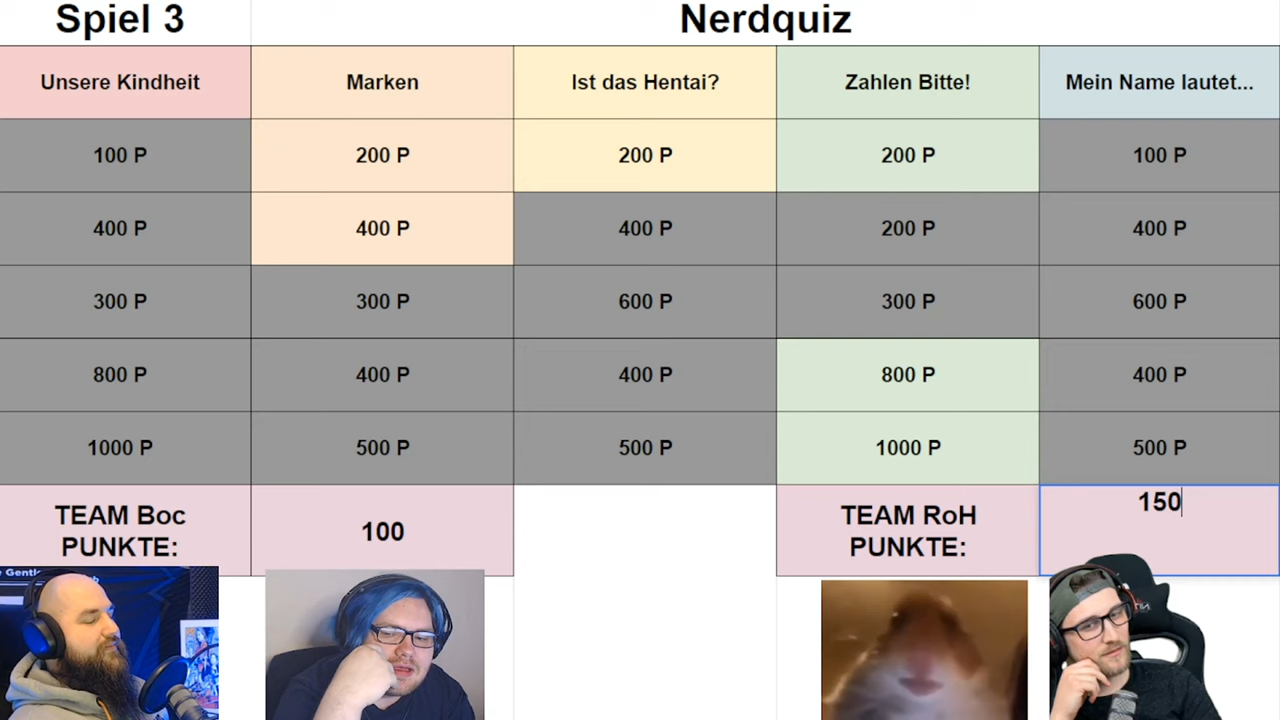 Spiel 3 Nerdquiz
Unsere Kindheit Marken Ist das Hentai? Zahlen Bitte! Mein Name lautet...
100 P 200 P 200 P 200 P 100 P
400 P 400 P 400 P 200 P 400 P
300 P 300 P 600 P 300 P 600 P
800 P 400 P 400 P 800 P 400 P
1000 P 500 P 500 P 1000 P 500 P
TEAM Boc
PUNKTE:
100
TEAM RoH
PUNKTE:
150